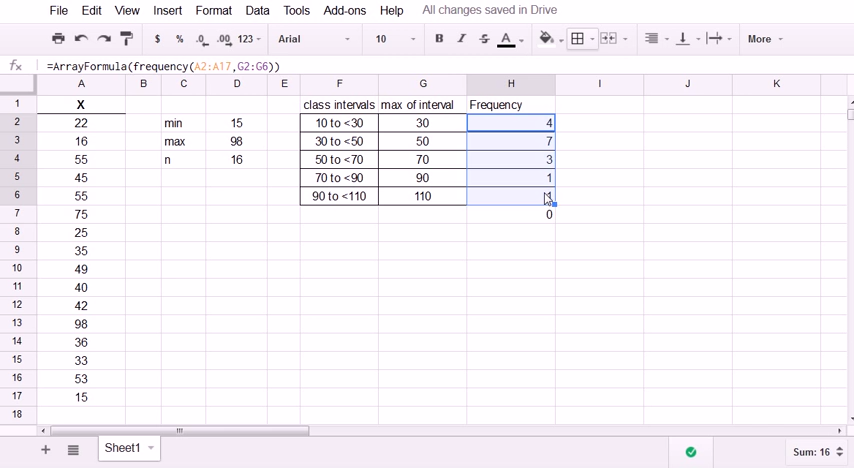 File Edit View Insert Format Data Tools Add-ons Help All changes saved in Drive
$ % .0 .00 123 Arial 10 B I S A More
fx =ArrayFormula(frequency(A2:A17,G2:G6))
A B C D E F G H I J K
1 X class intervals max of interval Frequency
2 22 min 15 10 to <30 30 4
3 16 max 98 30 to <50 50 7
4 55 n 16 50 to <70 70 3
5 45 70 to <90 90 1
6 55 90 to <110 110 1
7 75 0
8 25
9 35
10 49
11 40
12 42
13 98
14 36
15 33
16 53
17 15
18
Sheet1 Sum: 16